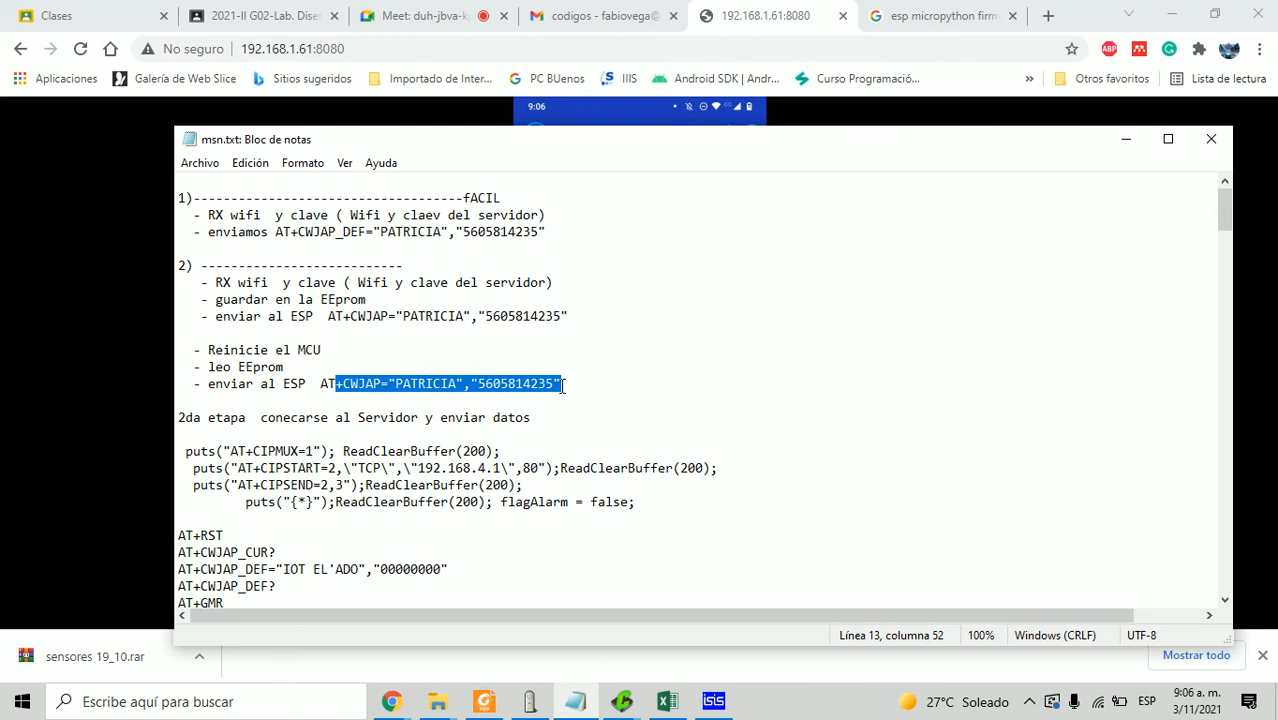 Clases
2021-II G02-Lab. Dise
Meet: duh-jbva-k
codigos - fabiovega@
192.168.1.61:8080
esp micropython firm
No seguro
192.168.1.61:8080
Aplicaciones
Galería de Web Slice
Sitios sugeridos
Importado de Inter...
PC BUenos
IIIS
Android SDK | Andr...
Curso Programació...
»
Otros favoritos
Lista de lectura
9:06
msn.txt: Bloc de notas
Archivo Edición Formato Ver Ayuda
1)------------------------------------fACIL
- RX wifi y clave ( Wifi y claev del servidor)
- enviamos AT+CWJAP_DEF="PATRICIA","5605814235"
2) ---------------------------
- RX wifi y clave ( Wifi y clave del servidor)
- guardar en la EEprom
- enviar al ESP AT+CWJAP="PATRICIA","5605814235"
- Reinicie el MCU
- leo EEprom
- enviar al ESP AT+CWJAP="PATRICIA","5605814235"
2da etapa conecarse al Servidor y enviar datos
puts("AT+CIPMUX=1"); ReadClearBuffer(200);
puts("AT+CIPSTART=2,\"TCP\",\"192.168.4.1\",80");ReadClearBuffer(200);
puts("AT+CIPSEND=2,3");ReadClearBuffer(200);
puts("{*}");ReadClearBuffer(200); flagAlarm = false;
AT+RST
AT+CWJAP_CUR?
AT+CWJAP_DEF="IOT EL'ADO","00000000"
AT+CWJAP_DEF?
AT+GMR
Línea 13, columna 52
100%
Windows (CRLF)
UTF-8
sensores 19_10.rar
Mostrar todo
Escribe aquí para buscar
isis
27°C Soleado
ESP
9:06 a. m.
3/11/2021